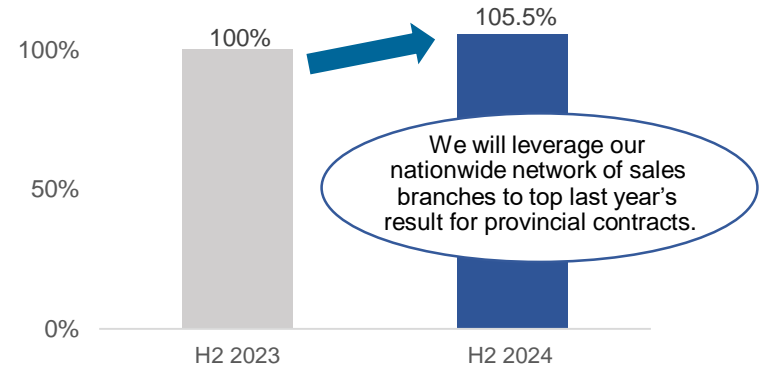 105.5%
100%
100%
We will leverage our
nationwide network of sales
branches to top last year’s
result for provincial contracts.
50%
0%
H2 2023
H2 2024